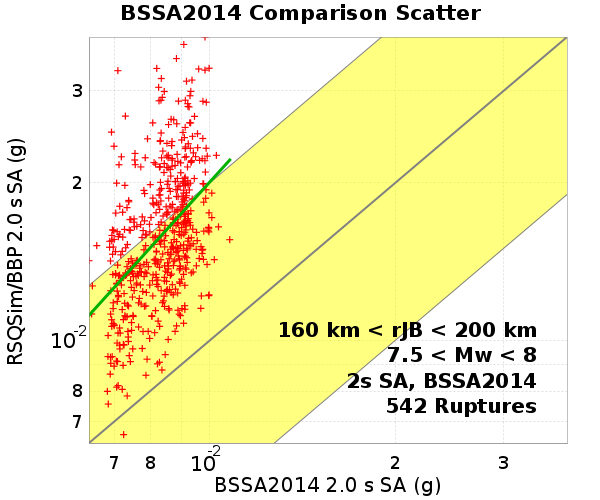 BSSA2014 Comparison Scatter
RSQSim/BBP 2.0 s SA (g)
3
2
10-2
8
7
160 km < rJB < 200 km
7.5 < Mw < 8
2s SA, BSSA2014
542 Ruptures
7 8 10-2 2 3
BSSA2014 2.0 s SA (g)